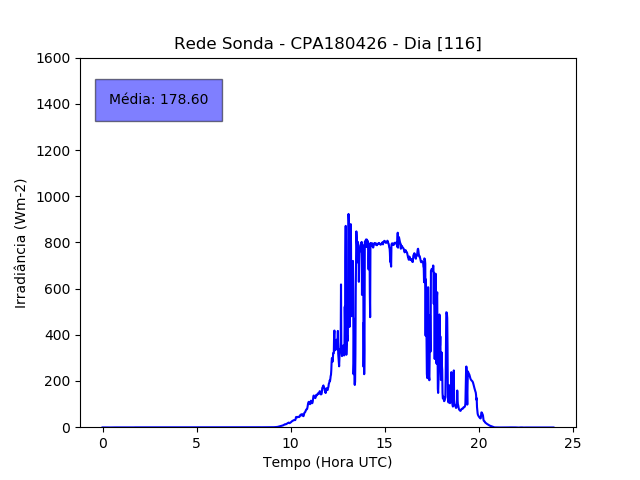 Rede Sonda - CPA180426 - Dia [116]
1600
1400
1200
1000
800
600
400
200
0
Irradiância (Wm-2)
Média: 178.60
0 5 10 15 20 25
Tempo (Hora UTC)